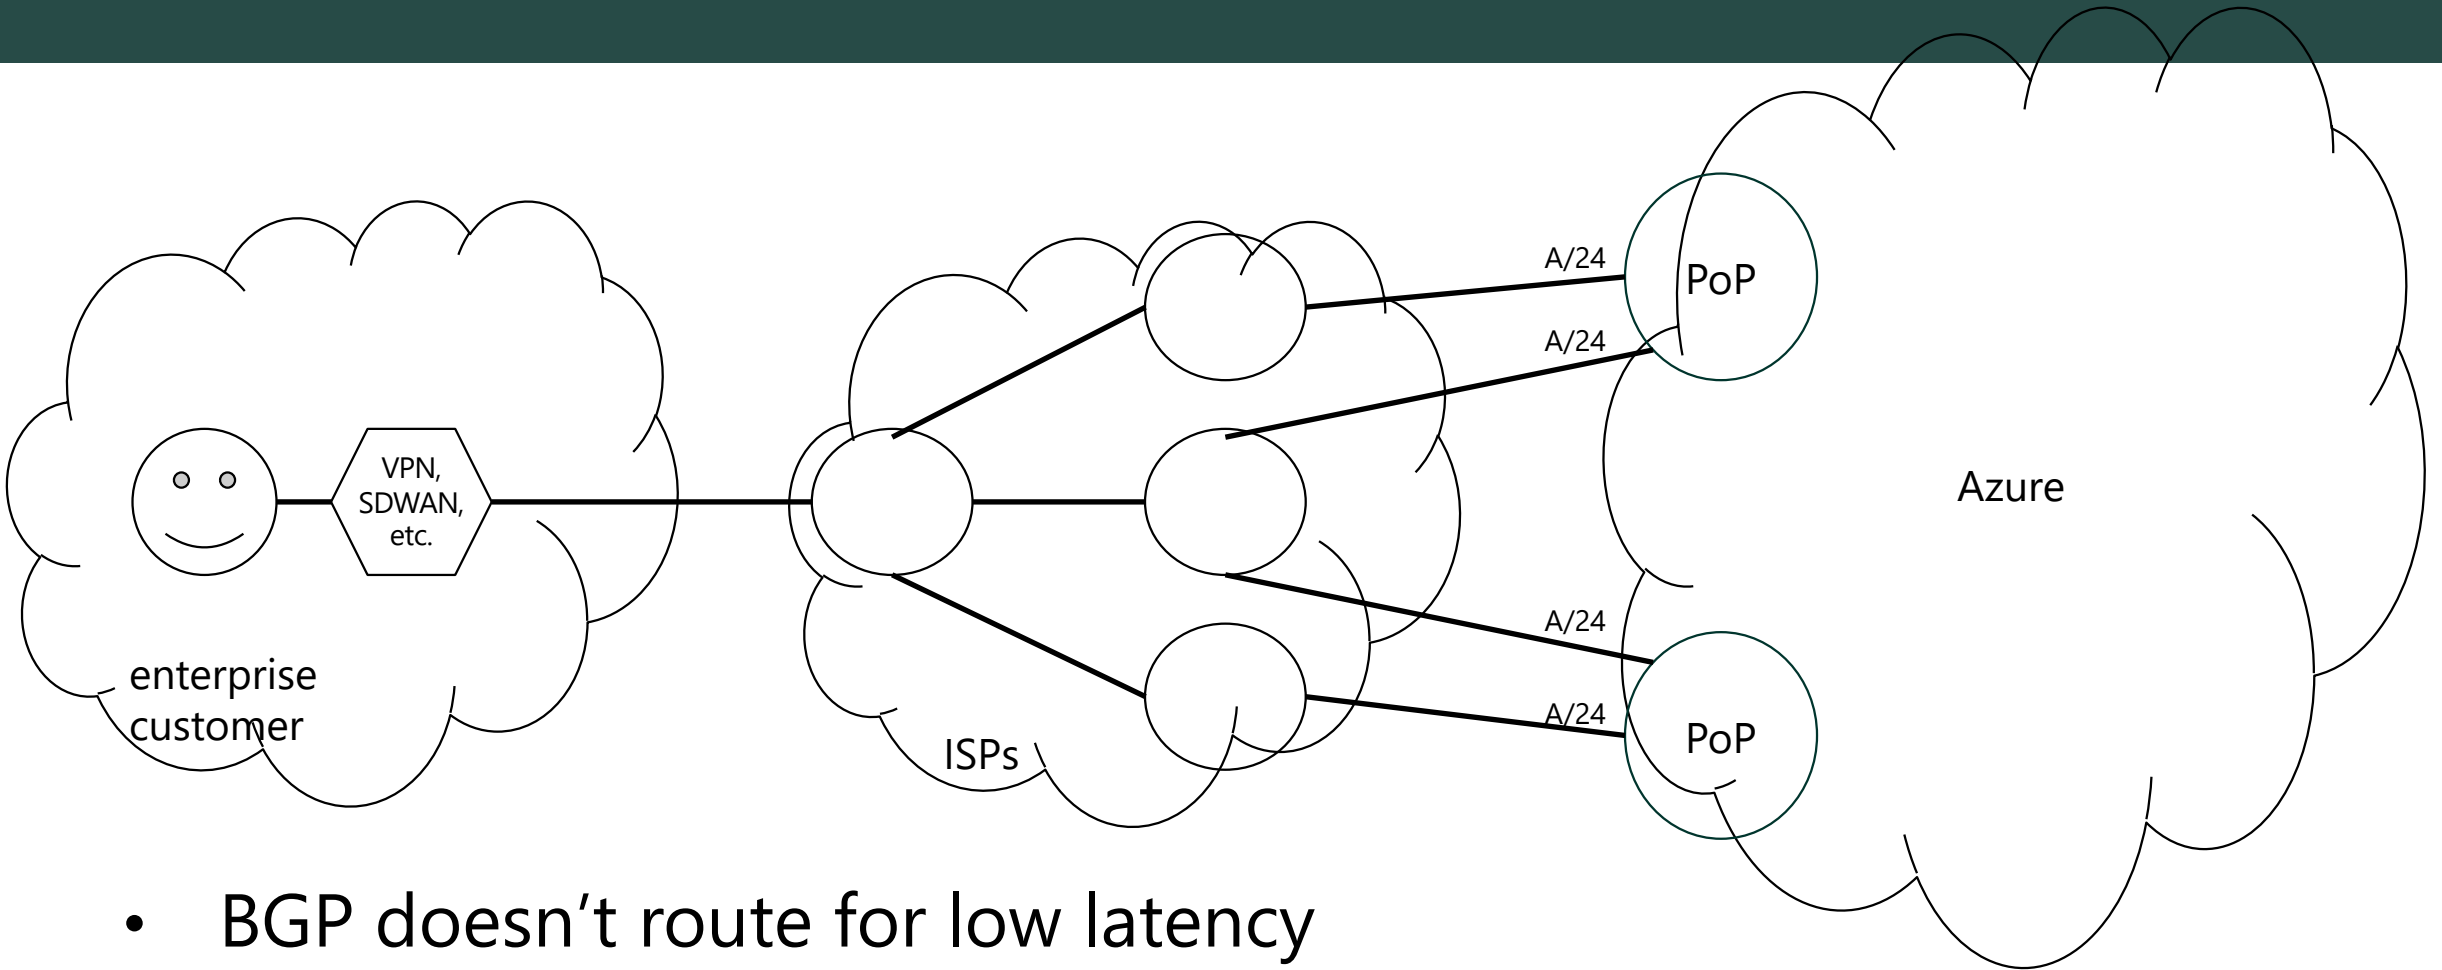 A/24
PoP
A/24
VPN,
SDWAN,
etc.
Azure
A/24
enterprise
customer
A/24
ISPs
PoP
• BGP doesn’t route for low latency